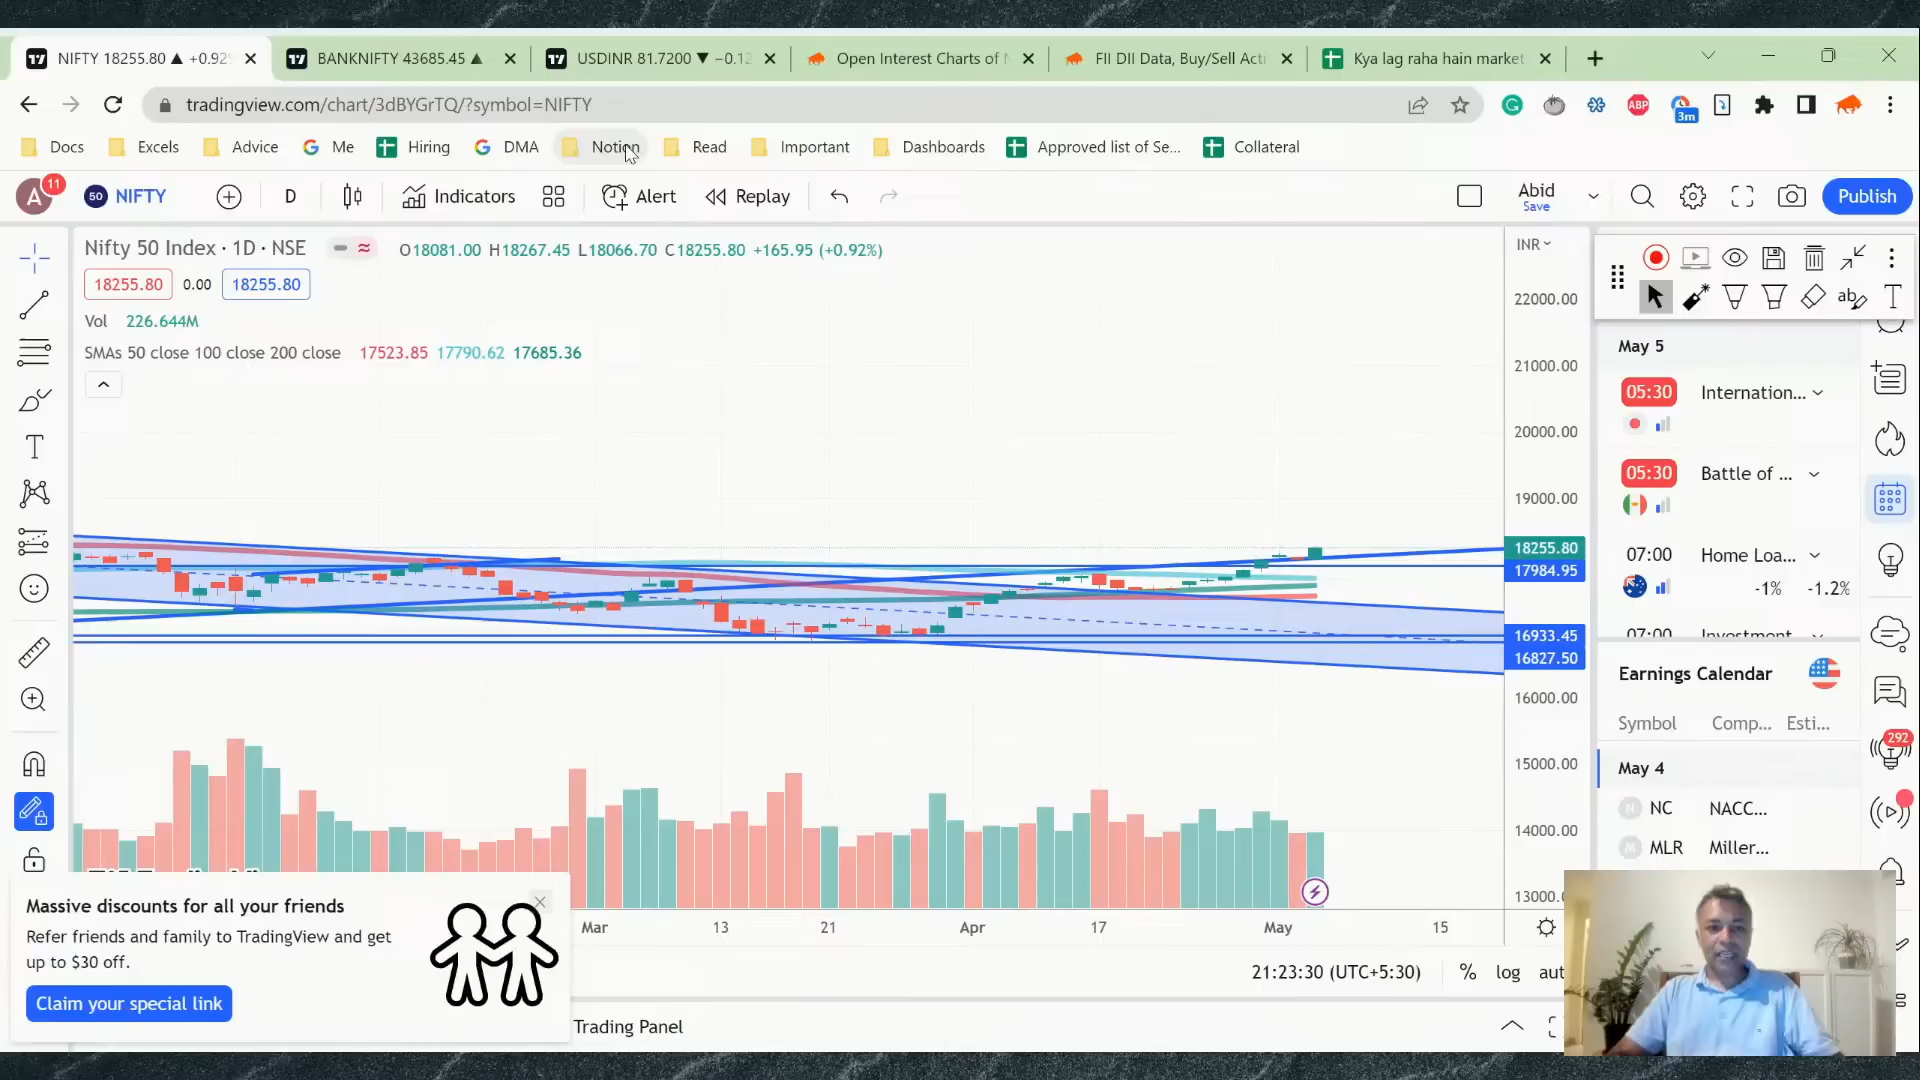 NIFTY 18255.80 ▲ +0.92
BANKNIFTY 43685.45 ▲
USDINR 81.7200 ▼ −0.12
Open Interest Charts of
FII DII Data, Buy/Sell Acti
Kya lag raha hain market
tradingview.com/chart/3dBYGrTQ/?symbol=NIFTY
ABP
3m
Docs
Excels
Advice
Me
Hiring
DMA
Notion
Read
Important
Dashboards
Approved list of Se...
Collateral
A
11
50
NIFTY
D
Indicators
Alert
Replay
Abid
Save
Publish
Nifty 50 Index · 1D · NSE
O18081.00 H18267.45 L18066.70 C18255.80 +165.95 (+0.92%)
18255.80
0.00
18255.80
Vol 226.644M
SMAs 50 close 100 close 200 close 17523.85 17790.62 17685.36
INR
22000.00
21000.00
20000.00
19000.00
18255.80
17984.95
16933.45
16827.50
16000.00
15000.00
14000.00
13000.
Mar
13
21
Apr
17
May
15
21:23:30 (UTC+5:30)
%
log
Trading Panel
Massive discounts for all your friends
Refer friends and family to TradingView and get
up to $30 off.
Claim your special link
May 5
05:30
Internation...
05:30
Battle of ...
07:00
Home Loa...
-1%
-1.2%
07:00
Investment
Earnings Calendar
Symbol
Comp...
Esti...
May 4
N
NC
NACC...
M
MLR
Miller...
292